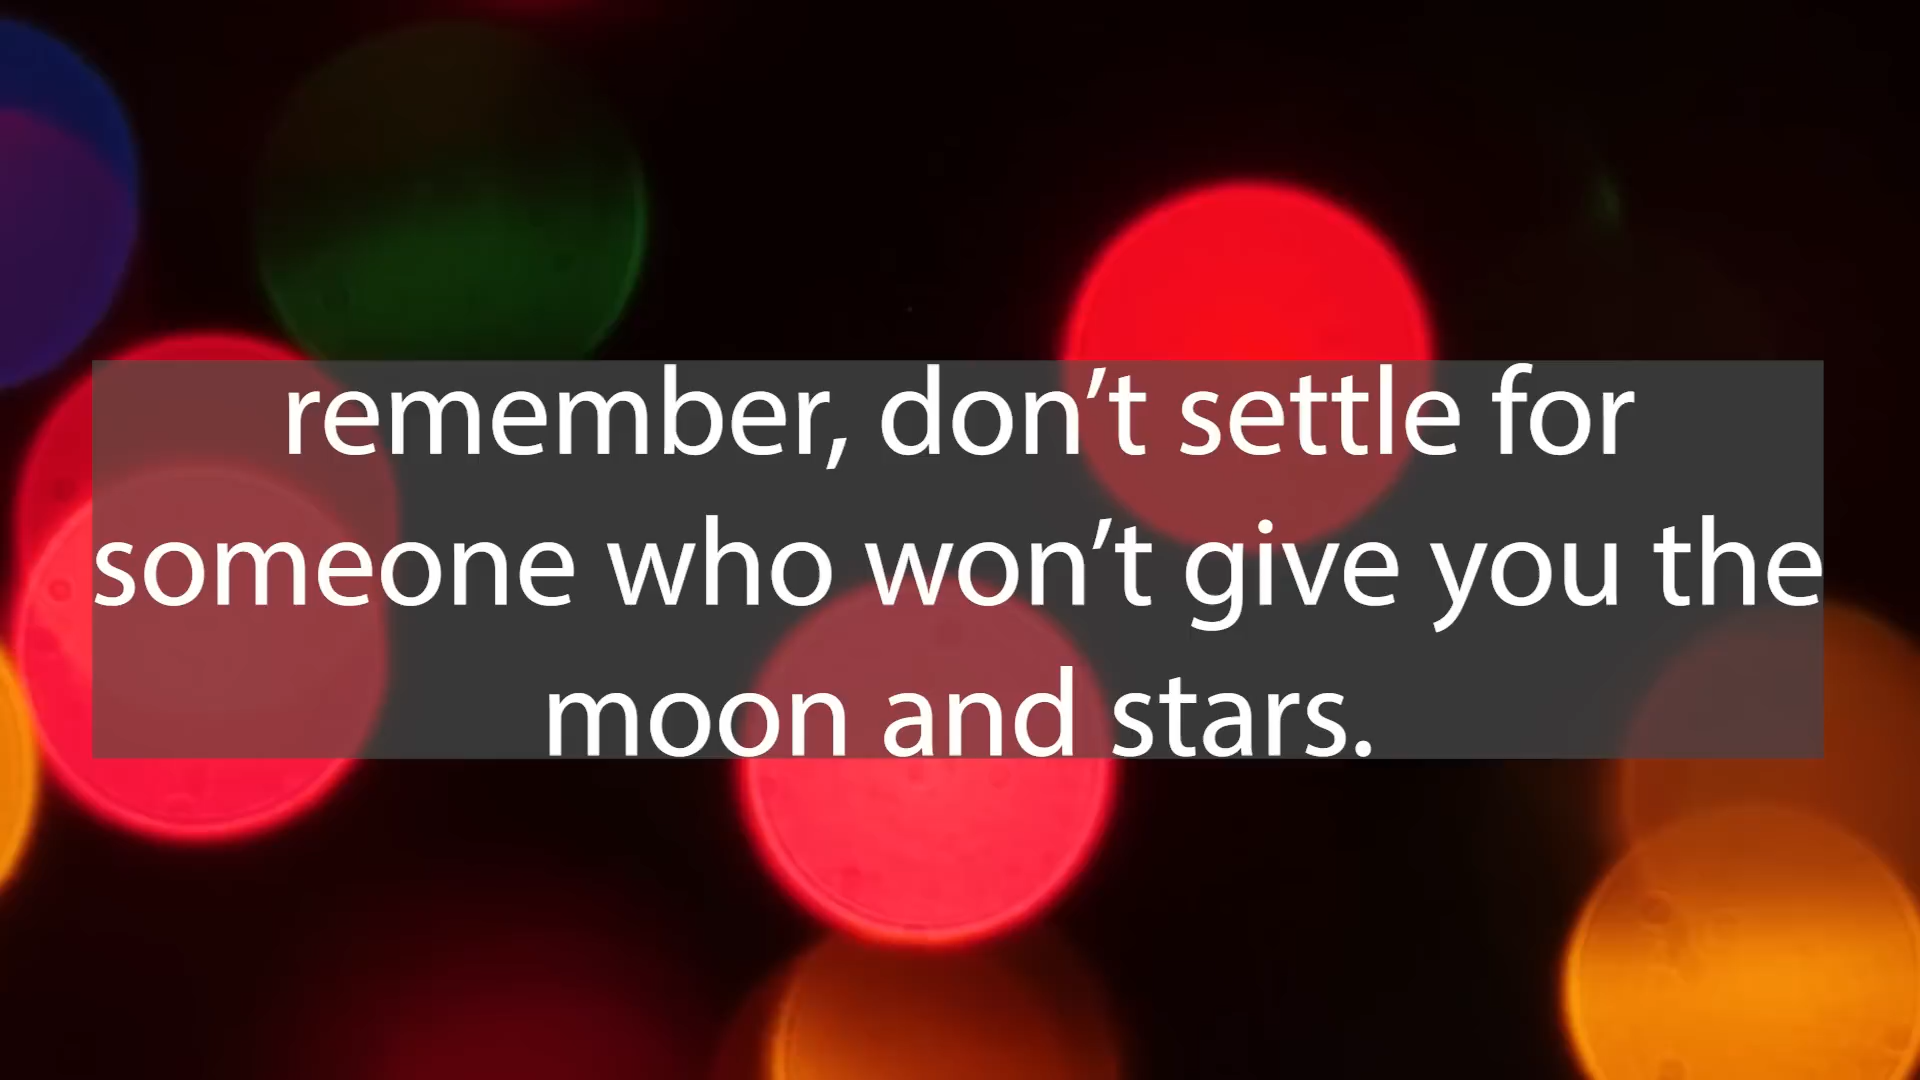 remember, don’t settle for
someone who won’t give you the
moon and stars.